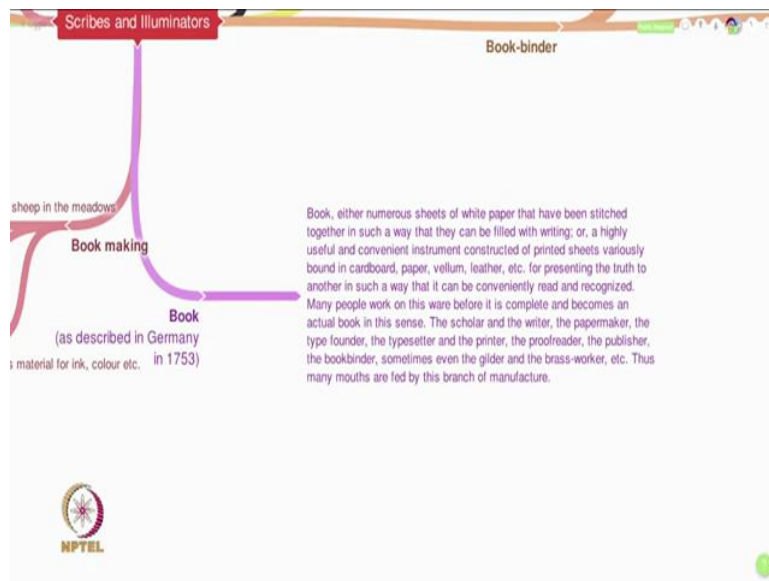 Scribes and Illuminators
Book-binder
sheep in the meadows
Book making
Book
(as described in Germany
in 1753)
s material for ink, colour etc.
Book, either numerous sheets of white paper that have been stitched
together in such a way that they can be filled with writing; or, a highly
useful and convenient instrument constructed of printed sheets variously
bound in cardboard, paper, vellum, leather, etc. for presenting the truth to
another in such a way that it can be conveniently read and recognized.
Many people work on this ware before it is complete and becomes an
actual book in this sense. The scholar and the writer, the papermaker, the
type founder, the typesetter and the printer, the proofreader, the publisher,
the bookbinder, sometimes even the gilder and the brass-worker, etc. Thus
many mouths are fed by this branch of manufacture.
NPTEL